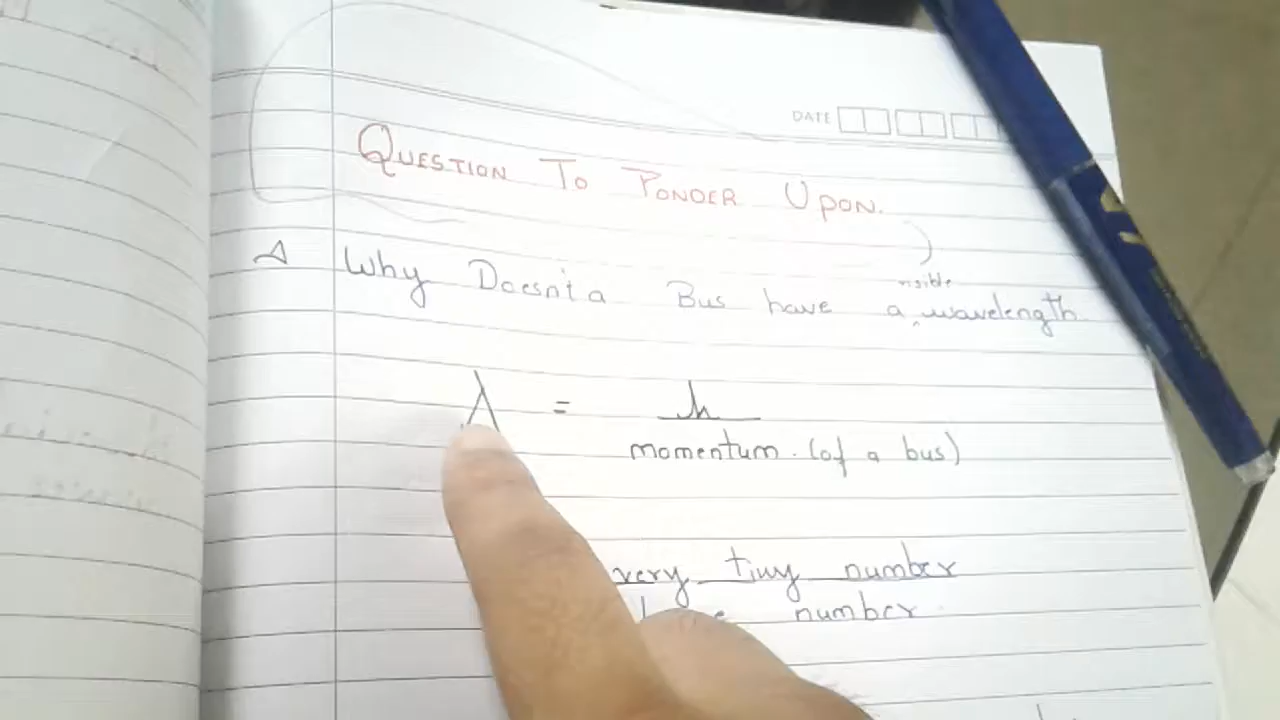 DATE
QUESTION TO PONDER UPON.
Why Doesn't a Bus have a visible wavelength
λ = h
momentum. (of a bus)
very tiny number
number